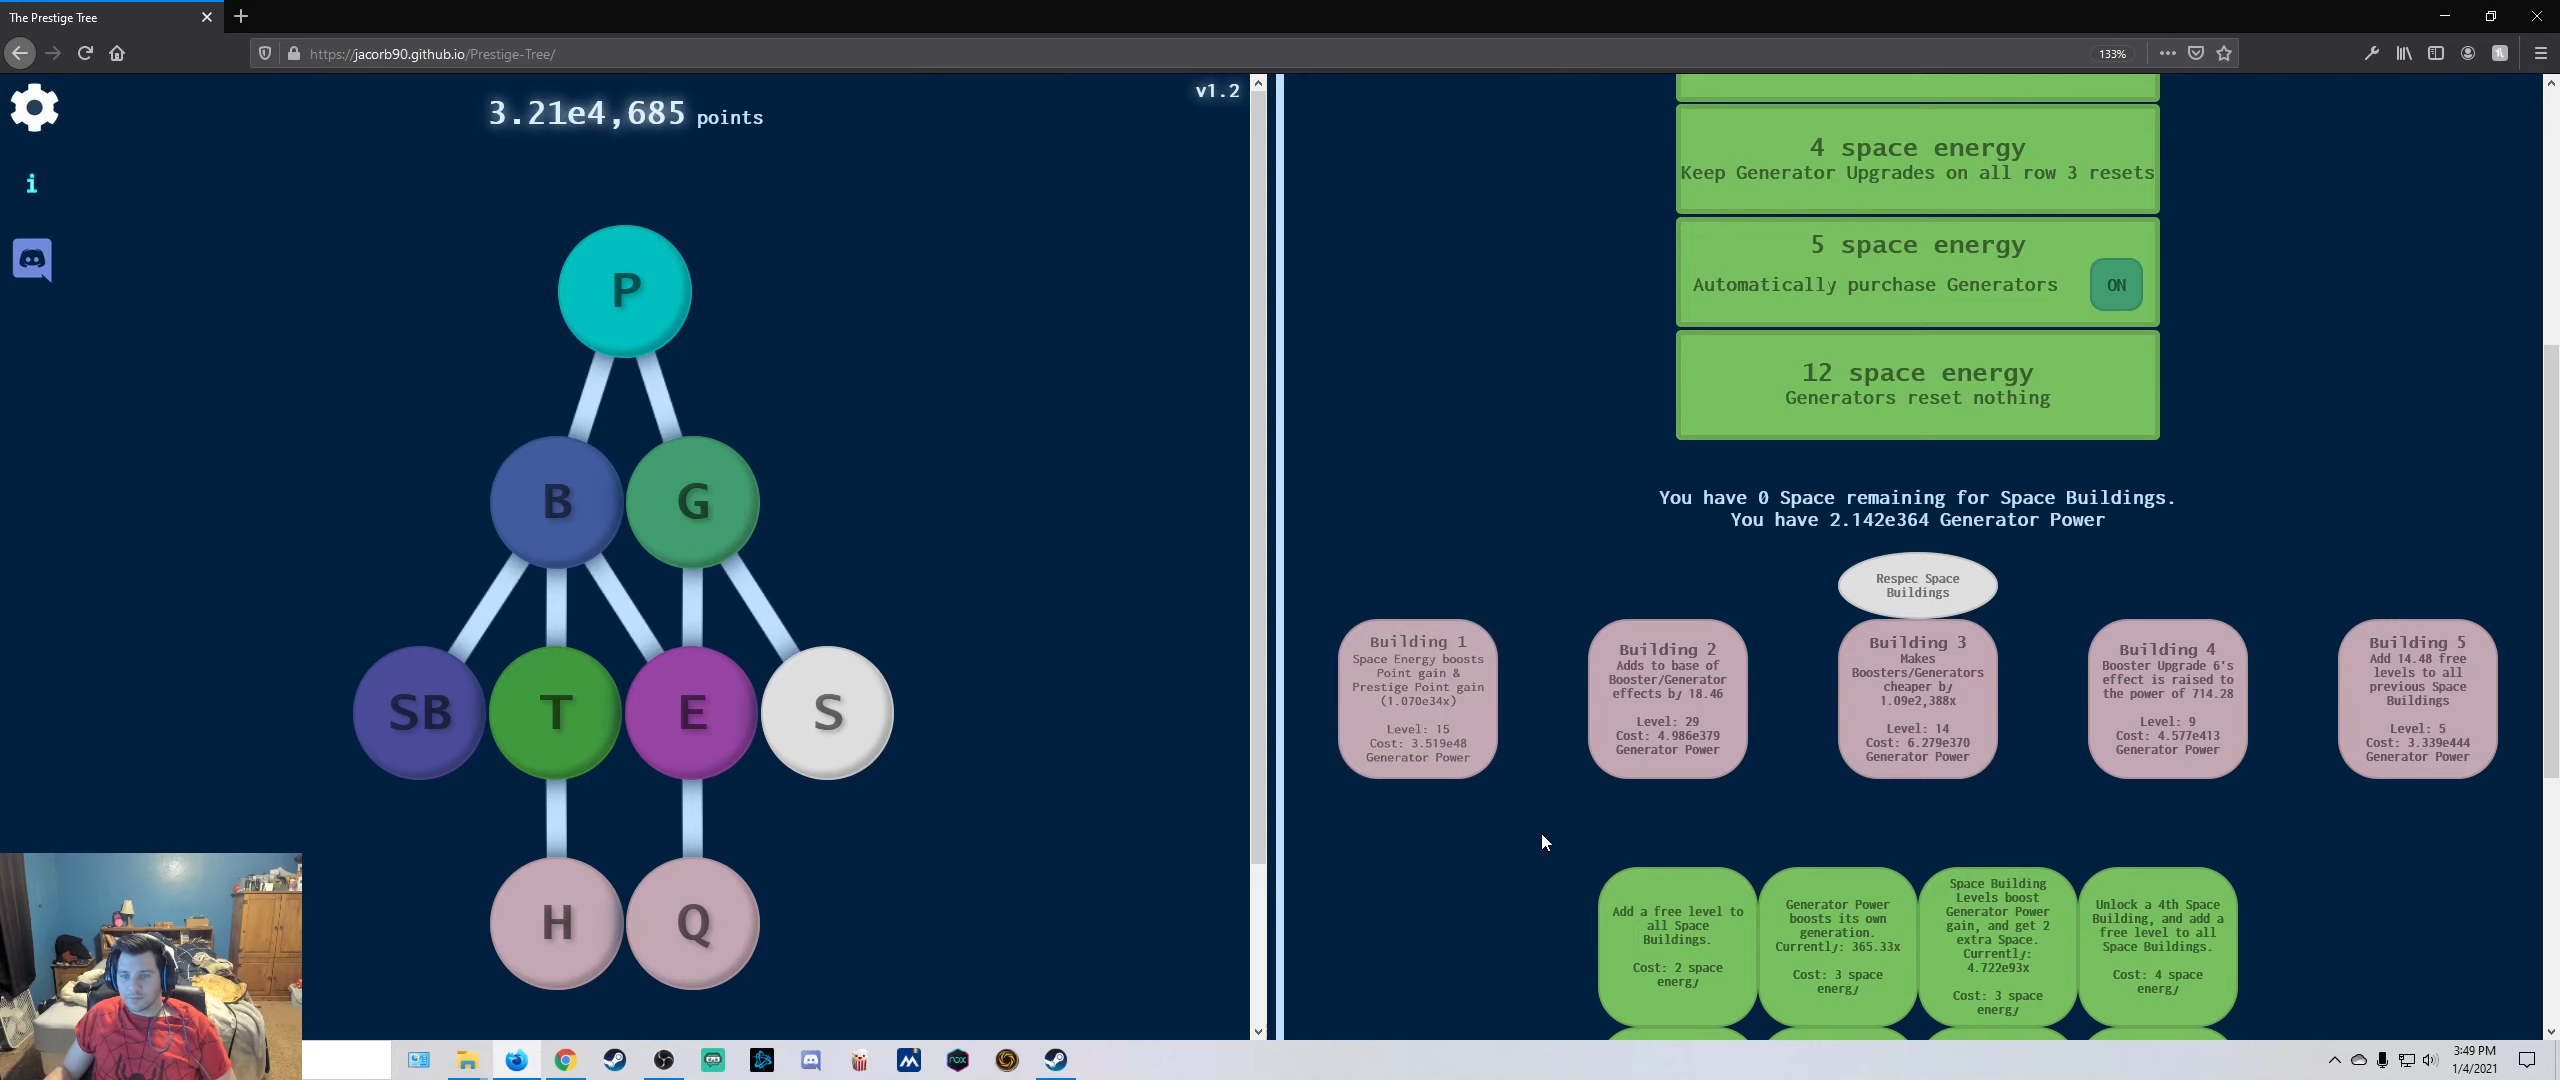 The Prestige Tree
https://jacorb90.github.io/Prestige-Tree/
133%
v1.2
3.21e4,685 points
i
P
B
G
SB
T
E
S
H
Q
4 space energy
Keep Generator Upgrades on all row 3 resets
5 space energy
Automatically purchase Generators
ON
12 space energy
Generators reset nothing
You have 0 Space remaining for Space Buildings.
You have 2.142e364 Generator Power
Respec Space
Buildings
Building 1
Space Energy boosts
Point gain &
Prestige Point gain
(1.070e34x)
Level: 15
Cost: 3.519e48
Generator Power
Building 2
Adds to base of
Booster/Generator
effects by 18.46
Level: 29
Cost: 4.986e379
Generator Power
Building 3
Makes
Boosters/Generators
cheaper by
1.09e2,388x
Level: 14
Cost: 6.279e370
Generator Power
Building 4
Booster Upgrade 6's
effect is raised to
the power of 714.28
Level: 9
Cost: 4.577e413
Generator Power
Building 5
Add 14.48 free
levels to all
previous Space
Buildings
Level: 5
Cost: 3.339e444
Generator Power
Add a free level to
all Space
Buildings.
Cost: 2 space
energy
Generator Power
boosts its own
generation.
Currently: 365.33x
Cost: 3 space
energy
Space Building
Levels boost
Generator Power
gain, and get 2
extra Space.
Currently:
4.722e93x
Cost: 3 space
energy
Unlock a 4th Space
Building, and add a
free level to all
Space Buildings.
Cost: 4 space
energy
nox
3:49 PM
1/4/2021